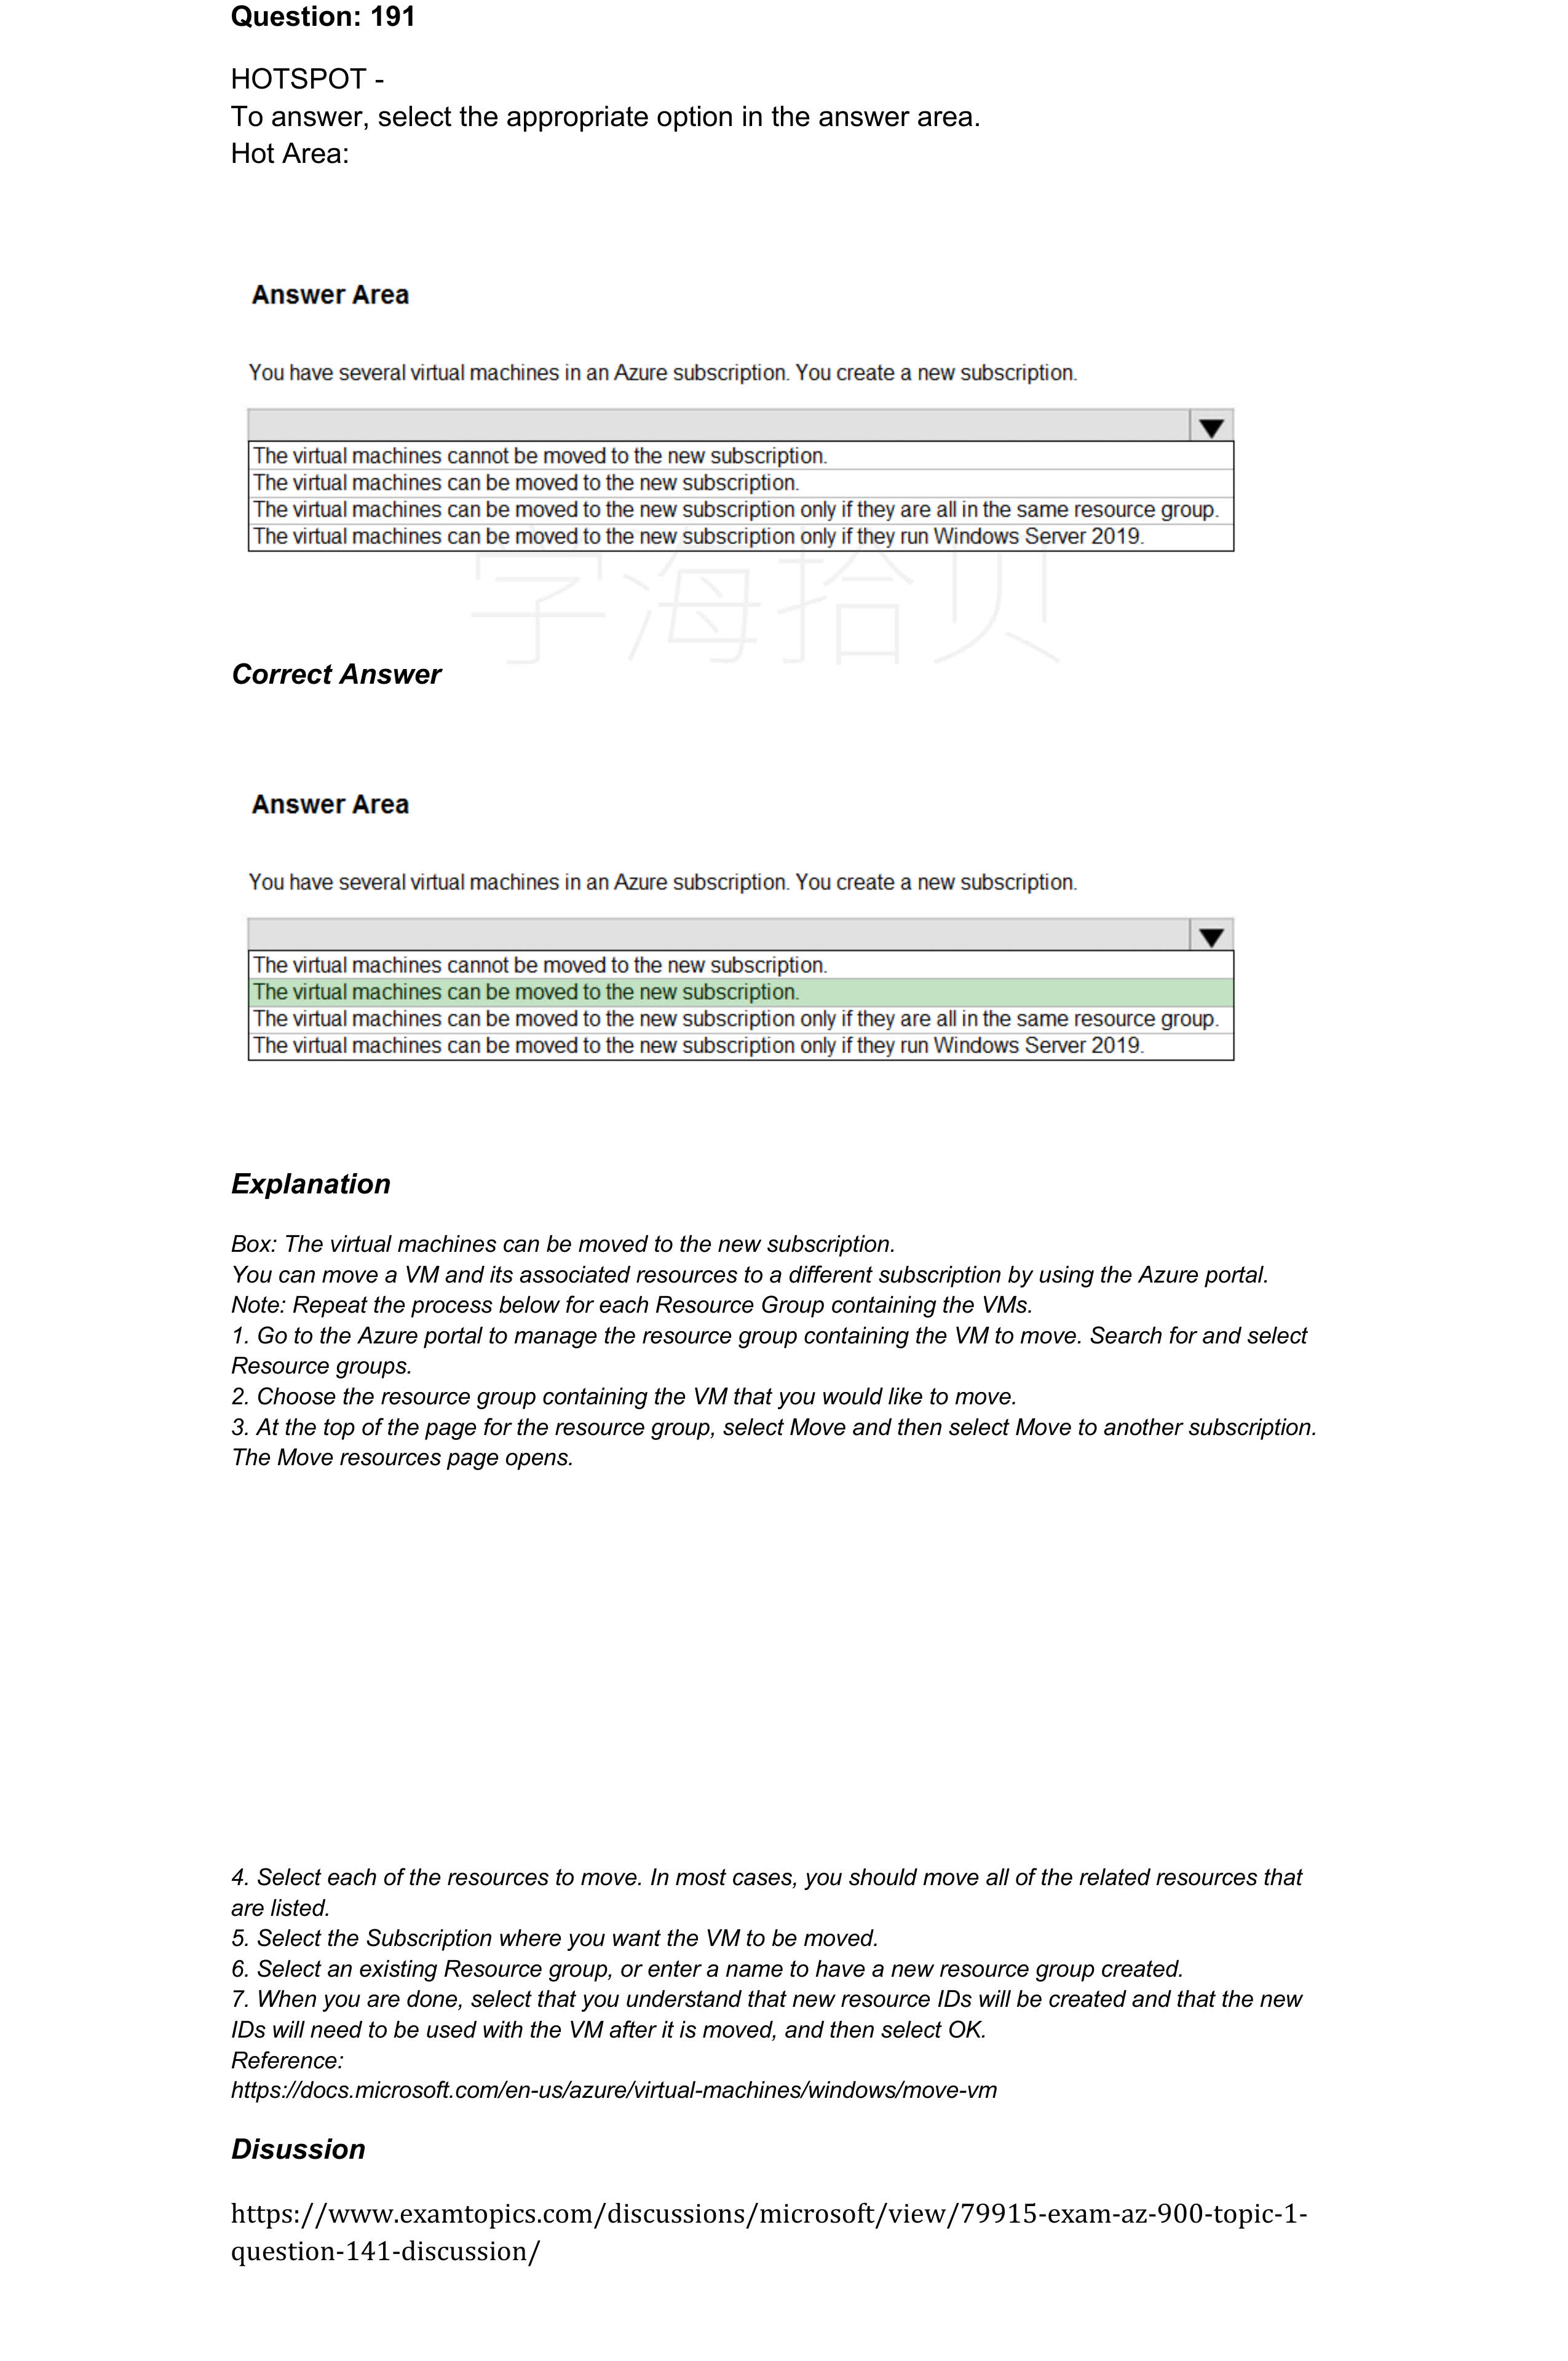 Question: 191
HOTSPOT -
To answer, select the appropriate option in the answer area.
Hot Area:
Answer Area
You have several virtual machines in an Azure subscription. You create a new subscription.
The virtual machines cannot be moved to the new subscription.
The virtual machines can be moved to the new subscription.
The virtual machines can be moved to the new subscription only if they are all in the same resource group.
The virtual machines can be moved to the new subscription only if they run Windows Server 2019.
学海拾贝
Correct Answer
Answer Area
You have several virtual machines in an Azure subscription. You create a new subscription.
The virtual machines cannot be moved to the new subscription.
The virtual machines can be moved to the new subscription.
The virtual machines can be moved to the new subscription only if they are all in the same resource group.
The virtual machines can be moved to the new subscription only if they run Windows Server 2019.
Explanation
Box: The virtual machines can be moved to the new subscription.
You can move a VM and its associated resources to a different subscription by using the Azure portal.
Note: Repeat the process below for each Resource Group containing the VMs.
1. Go to the Azure portal to manage the resource group containing the VM to move. Search for and select
Resource groups.
2. Choose the resource group containing the VM that you would like to move.
3. At the top of the page for the resource group, select Move and then select Move to another subscription.
The Move resources page opens.
4. Select each of the resources to move. In most cases, you should move all of the related resources that
are listed.
5. Select the Subscription where you want the VM to be moved.
6. Select an existing Resource group, or enter a name to have a new resource group created.
7. When you are done, select that you understand that new resource IDs will be created and that the new
IDs will need to be used with the VM after it is moved, and then select OK.
Reference:
https://docs.microsoft.com/en-us/azure/virtual-machines/windows/move-vm
Disussion
https://www.examtopics.com/discussions/microsoft/view/79915-exam-az-900-topic-1-
question-141-discussion/